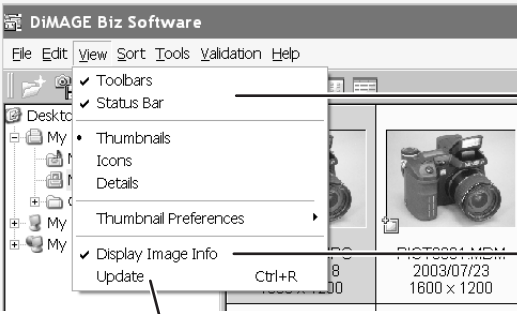 DiMAGE Biz Software
File Edit View Sort Tools Validation Help
Toolbars
Status Bar
Thumbnails
Icons
Details
Thumbnail Preferences
Display Image Info
Update Ctrl+R
Deskto
My
My
My
2003/07/23
1600 x 1200